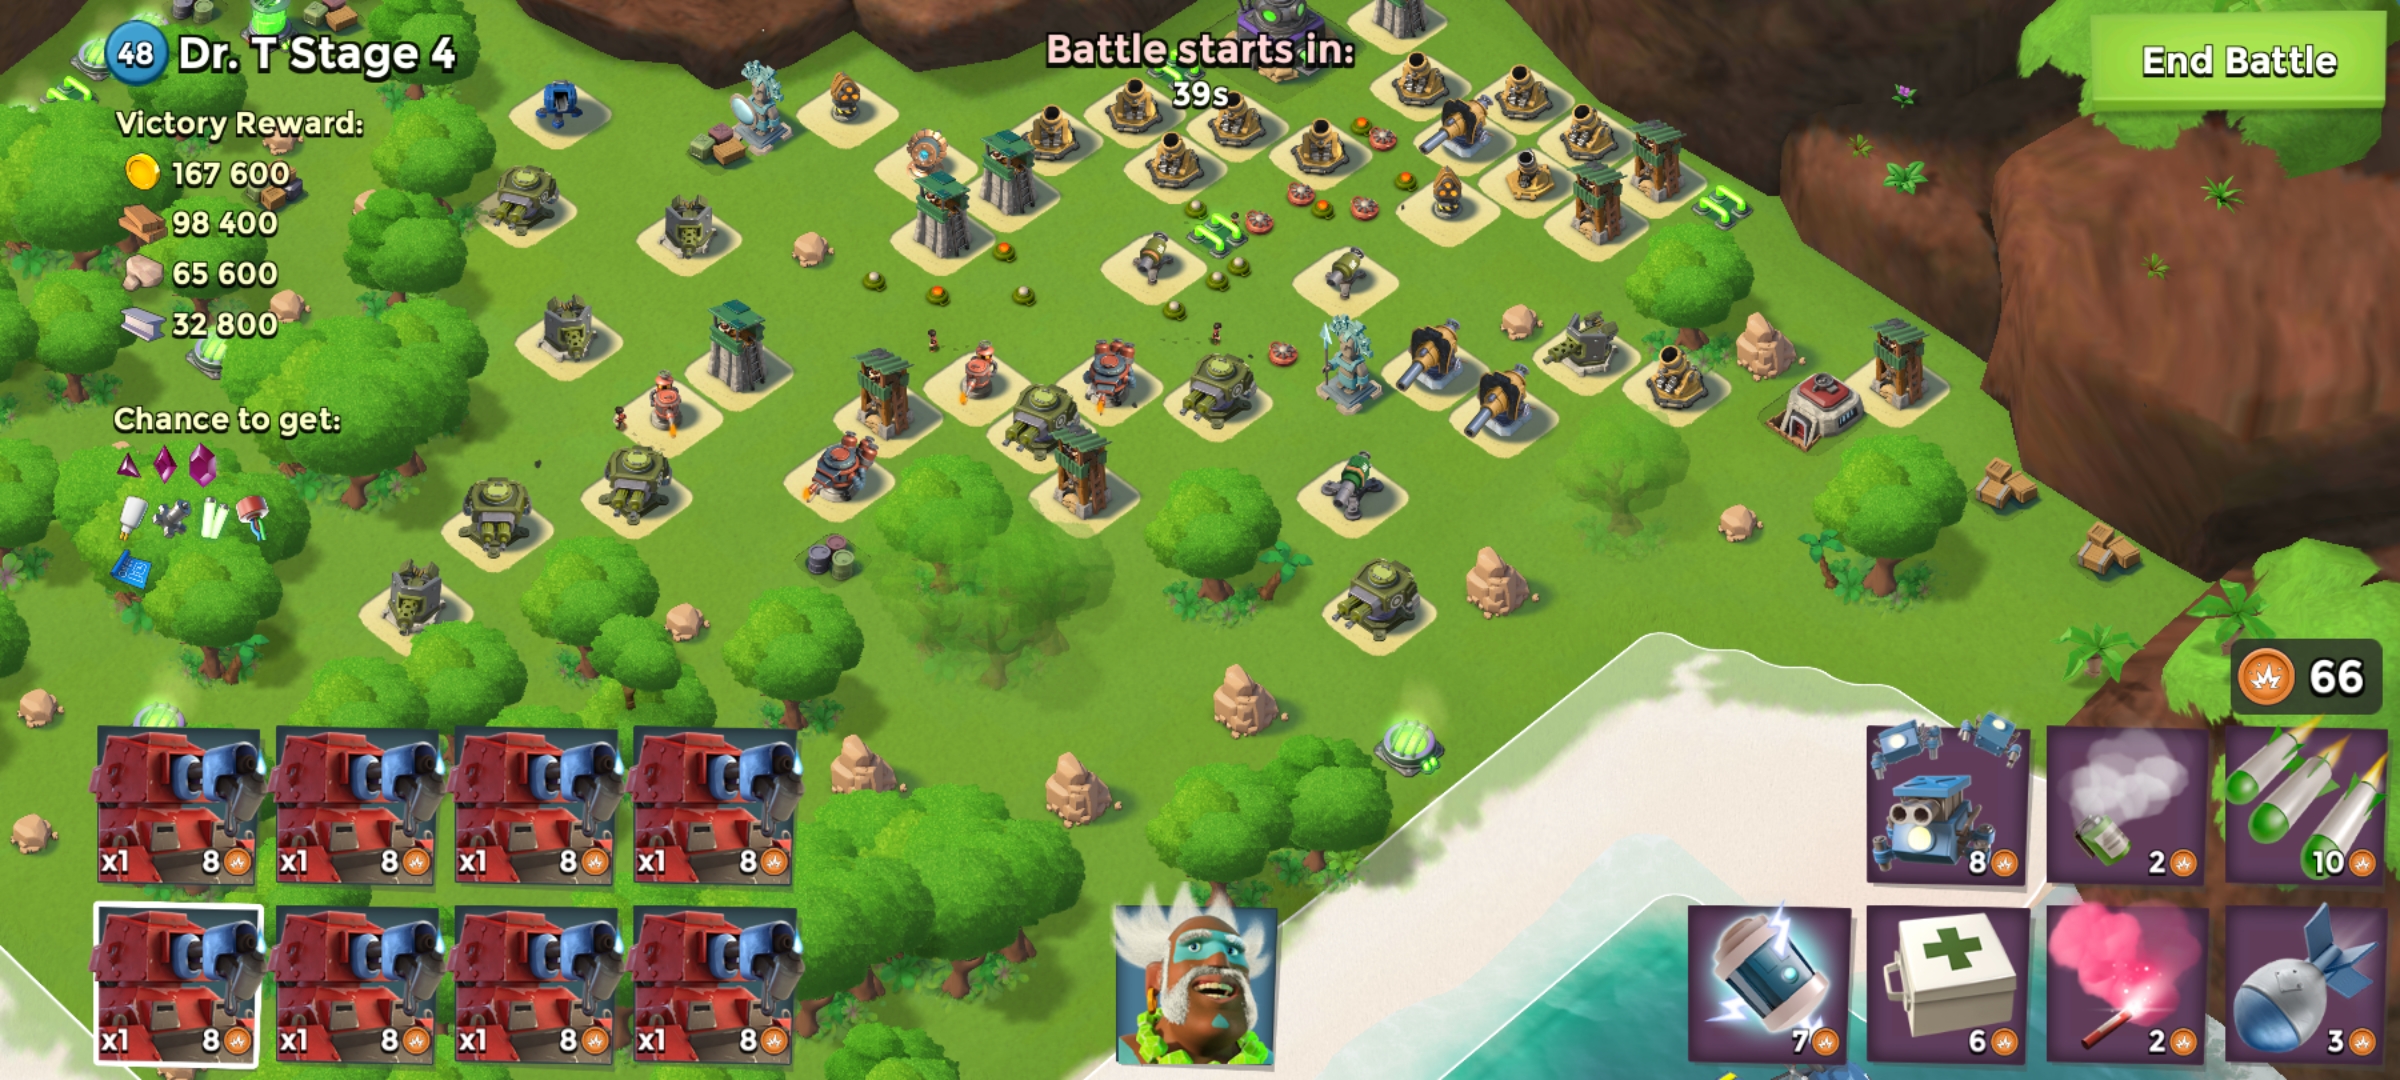 48 Dr. T Stage 4
Victory Reward:
167 600
98 400
65 600
32 800
Chance to get:
Battle starts in:
39s
End Battle
66
x1 8
x1 8
x1 8
x1 8
8
2
10
x1 8
x1 8
x1 8
x1 8
7
6
2
3